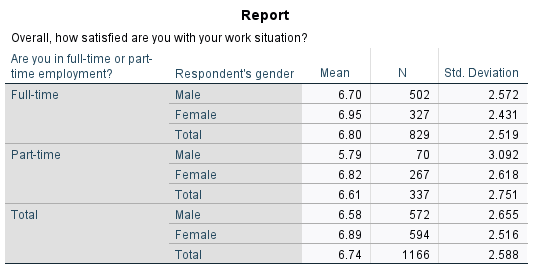 Report
Overall, how satisfied are you with your work situation?
Are you in full-time or part-
time employment? Respondent's gender Mean N Std. Deviation
Full-time Male 6.70 502 2.572
Female 6.95 327 2.431
Total 6.80 829 2.519
Part-time Male 5.79 70 3.092
Female 6.82 267 2.618
Total 6.61 337 2.751
Total Male 6.58 572 2.655
Female 6.89 594 2.516
Total 6.74 1166 2.588